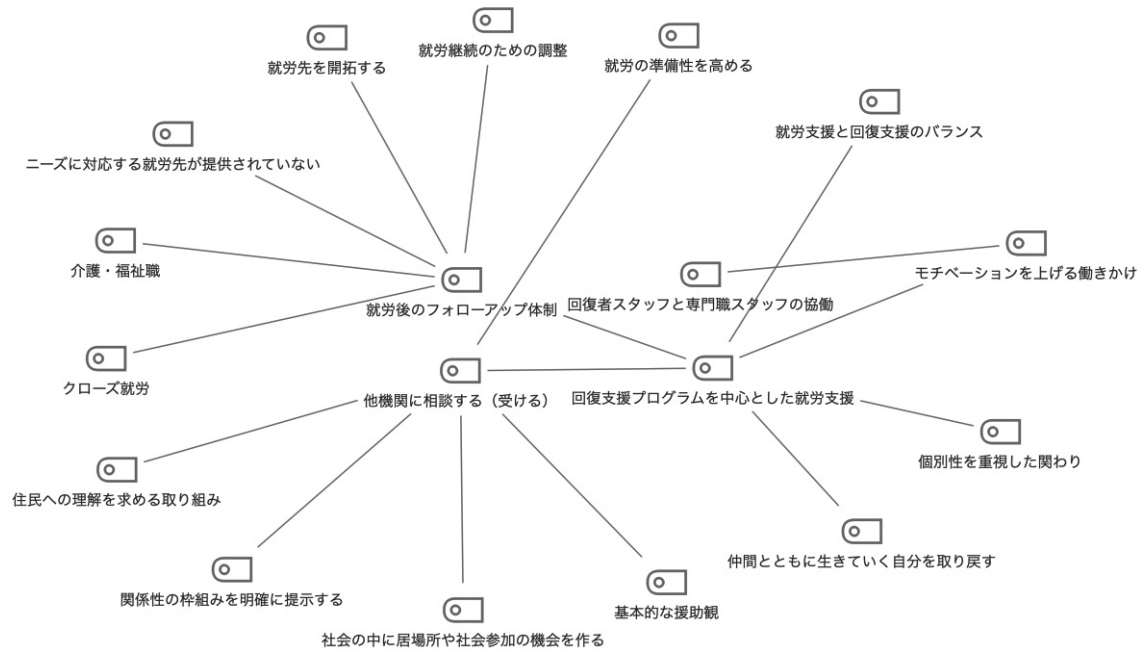 就労継続のための調整
就労先を開拓する
就労の準備性を高める
就労支援と回復支援のバランス
ニーズに対応する就労先が提供されていない
介護・福祉職
モチベーションを上げる働きかけ
就労後のフォローアップ体制
回復者スタッフと専門職スタッフの協働
クローズ就労
他機関に相談する（受ける）
回復支援プログラムを中心とした就労支援
個別性を重視した関わり
住民への理解を求める取り組み
仲間とともに生きていく自分を取り戻す
関係性の枠組みを明確に提示する
基本的な援助観
社会の中に居場所や社会参加の機会を作る